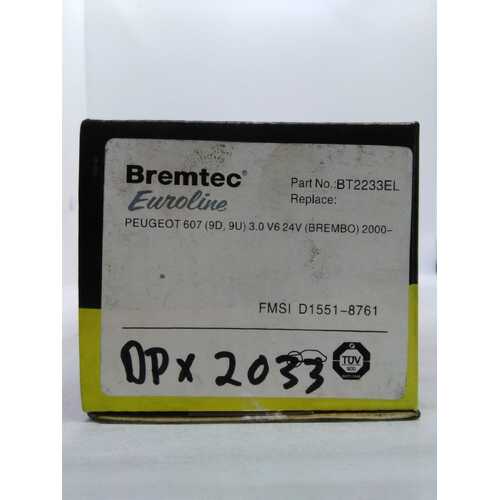 Bremtec®
Euroline
Part No.:BT2233EL
Replace:
PEUGEOT 607 (9D, 9U) 3.0 V6 24V (BREMBO) 2000-
FMSI D1551-8761
DPX 2033
TÜV